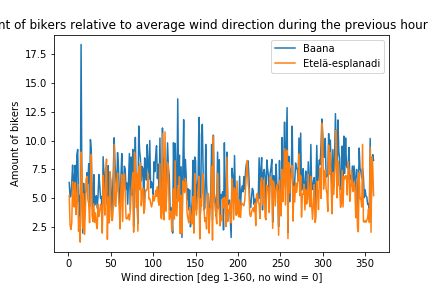 nt of bikers relative to average wind direction during the previous hour
Baana
Etelä-esplanadi
17.5
15.0
12.5
10.0
7.5
5.0
2.5
Amount of bikers
0 50 100 150 200 250 300 350
Wind direction [deg 1-360, no wind = 0]